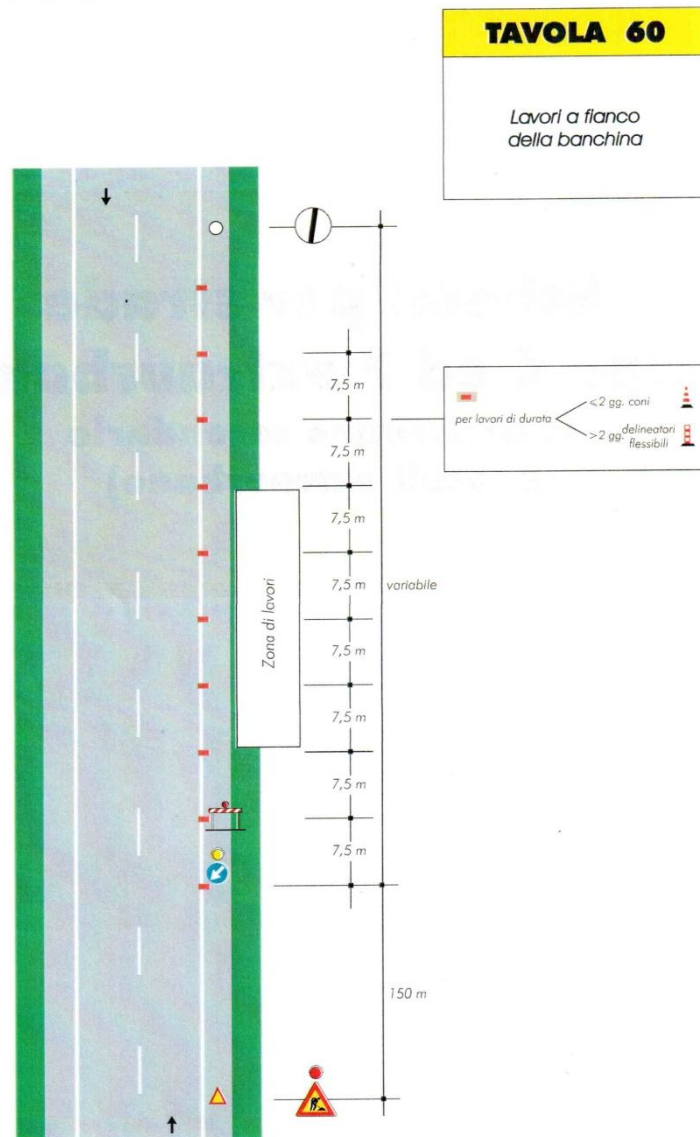 TAVOLA 60
Lavori a fianco
della banchina
7,5 m
7,5 m
7,5 m
7,5 m
7,5 m
7,5 m
7,5 m
7,5 m
variabile
150 m
Zona di lavori
per lavori di durata
<2 gg. coni
>2 gg. delineatori
flessibili